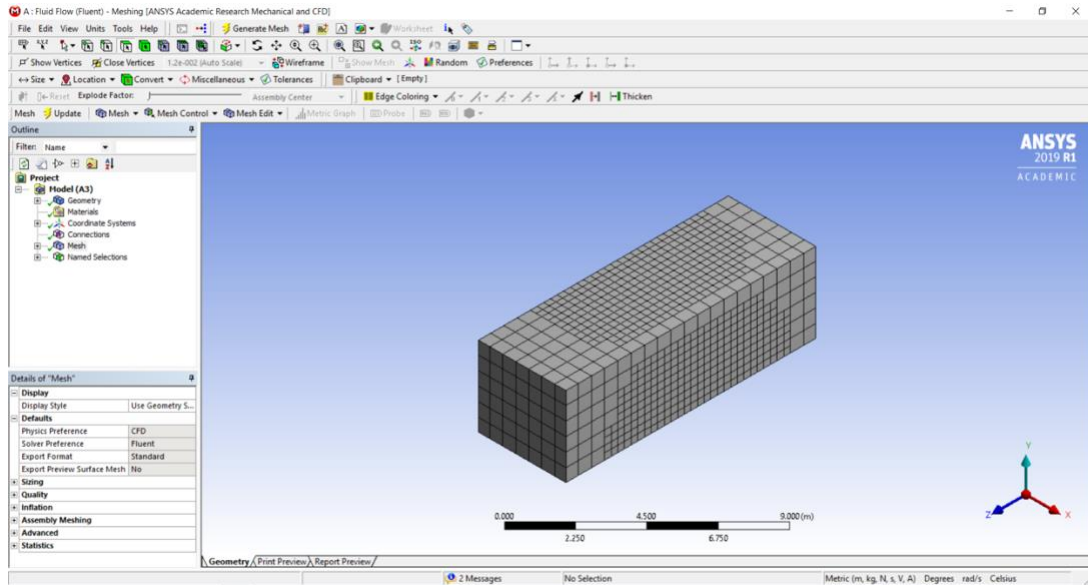 A : Fluid Flow (Fluent) - Meshing [ANSYS Academic Research Mechanical and CFD]
File Edit View Units Tools Help Generate Mesh A Worksheet
Show Vertices Close Vertices 1.2e-002 (Auto Scale) Wireframe Show Mesh Random Preferences
Size Location Convert Miscellaneous Tolerances Clipboard [Empty]
Reset Explode Factor: Assembly Center Edge Coloring Thicken
Mesh Update Mesh Mesh Control Mesh Edit Metric Graph Probe
Outline
Filter: Name
Project
Model (A3)
Geometry
Materials
Coordinate Systems
Connections
Mesh
Named Selections
Details of "Mesh"
Display
Display Style Use Geometry S...
Defaults
Physics Preference CFD
Solver Preference Fluent
Export Format Standard
Export Preview Surface Mesh No
Sizing
Quality
Inflation
Assembly Meshing
Advanced
Statistics
ANSYS
2019 R1
ACADEMIC
0.000 4.500 9.000 (m)
2.250 6.750
Y
Z X
Geometry Print Preview Report Preview
2 Messages No Selection Metric (m, kg, N, s, V, A) Degrees rad/s Celsius